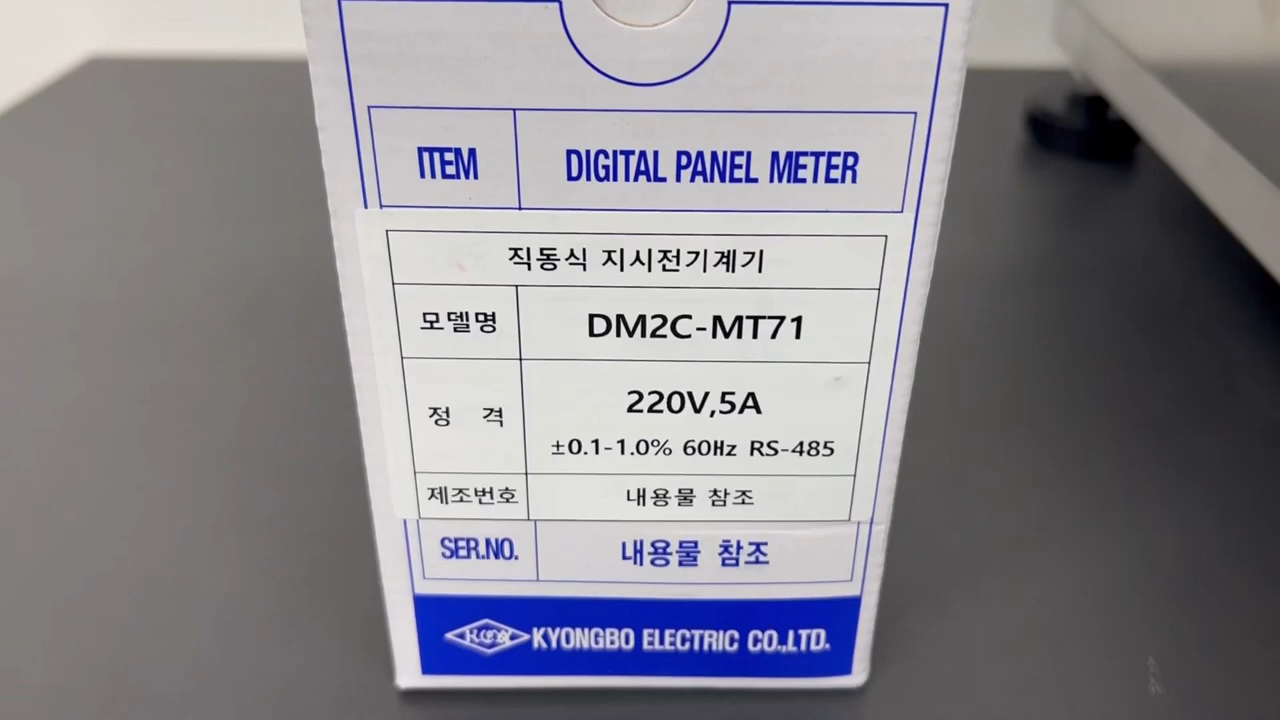 ITEM DIGITAL PANEL METER
직동식 지시전기계기
모델명 DM2C-MT71
정 격 220V,5A
±0.1-1.0% 60Hz RS-485
제조번호 내용물 참조
SER.NO. 내용물 참조
KYONGBO ELECTRIC CO.,LTD.